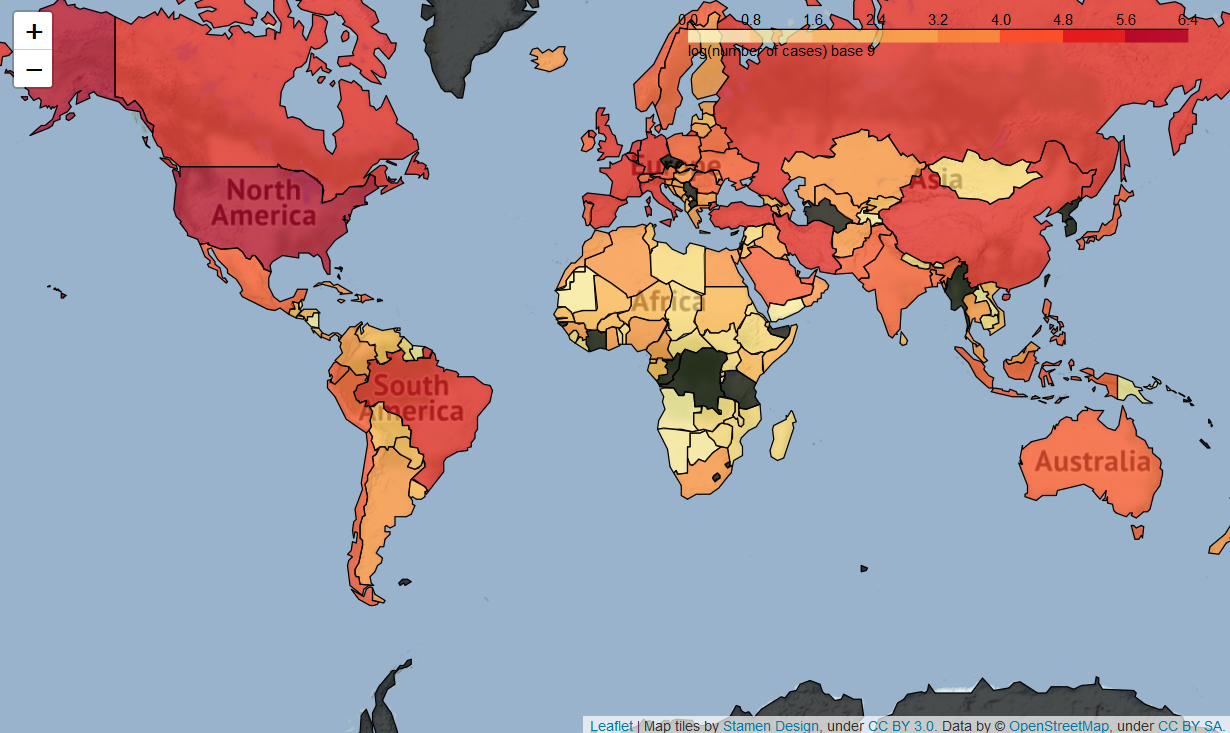 +
−
0.0 0.8 1.6 2.4 3.2 4.0 4.8 5.6 6.4
log(number of cases) base 9
Europe
Asia
North
America
Africa
South
America
Australia
Leaflet | Map tiles by Stamen Design, under CC BY 3.0. Data by © OpenStreetMap, under CC BY SA.